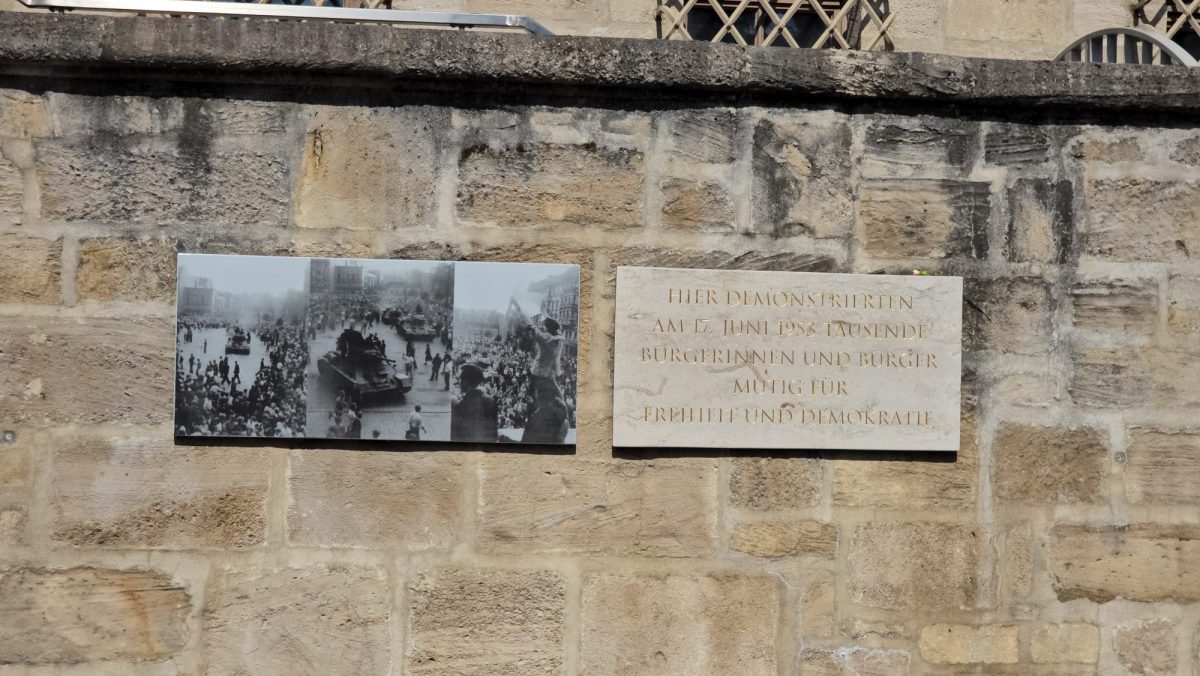 HIER DEMONSTRIERTEN
AM 17. JUNI 1953 TAUSENDE
BÜRGERINNEN UND BÜRGER
MUTIG FÜR
FREIHEIT UND DEMOKRATIE